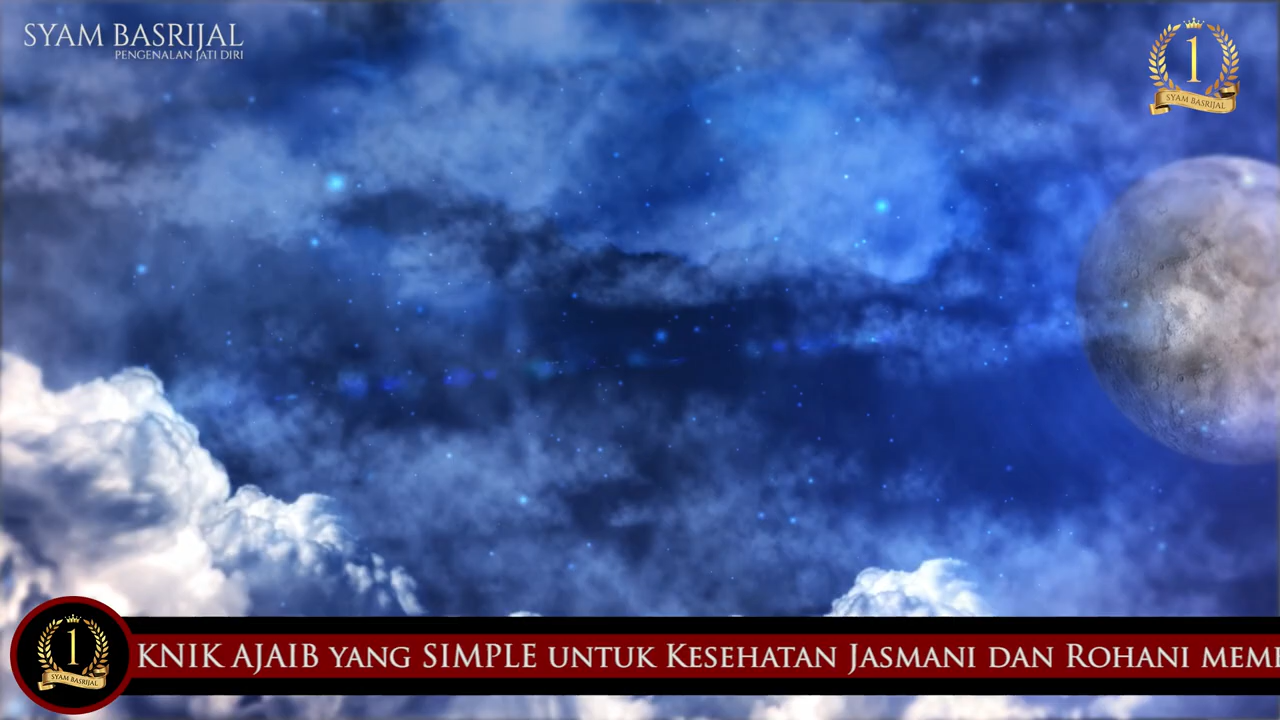 SYAM BASRIJAL
PENGENALAN JATI DIRI
1
SYAM BASRIJAL
1
SYAM BASRIJAL
KNIK AJAIB YANG SIMPLE UNTUK KESEHATAN JASMANI DAN ROHANI